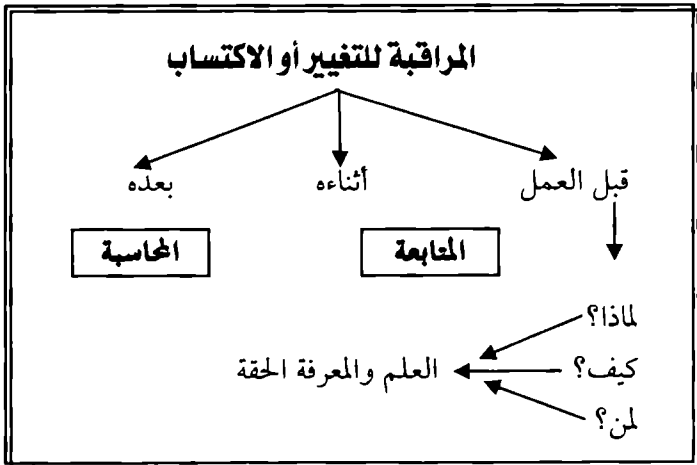 المراقبة للتغيير أو الاكتساب
قبل العمل أثناءه بعده
المتابعة المحاسبة
لماذا؟
كيف؟ العلم والمعرفة الحقة
لمن؟